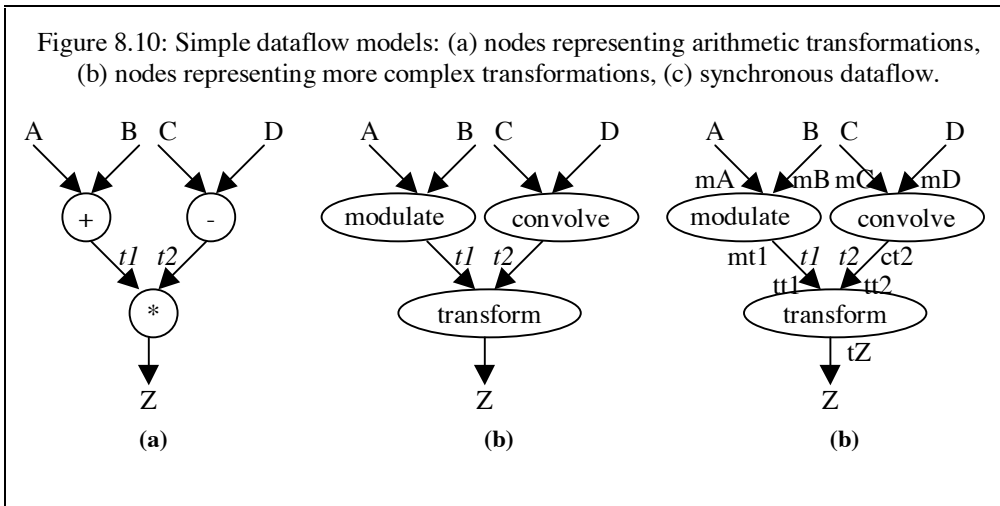 Figure 8.10: Simple dataflow models: (a) nodes representing arithmetic transformations,
(b) nodes representing more complex transformations, (c) synchronous dataflow.
A B C D
+ -
t1 t2
*
Z
(a)
A B C D
modulate convolve
t1 t2
transform
Z
(b)
A B C D
mA mB mC mD
modulate convolve
mt1 t1 t2 ct2
tt1 tt2
transform
tZ
Z
(b)